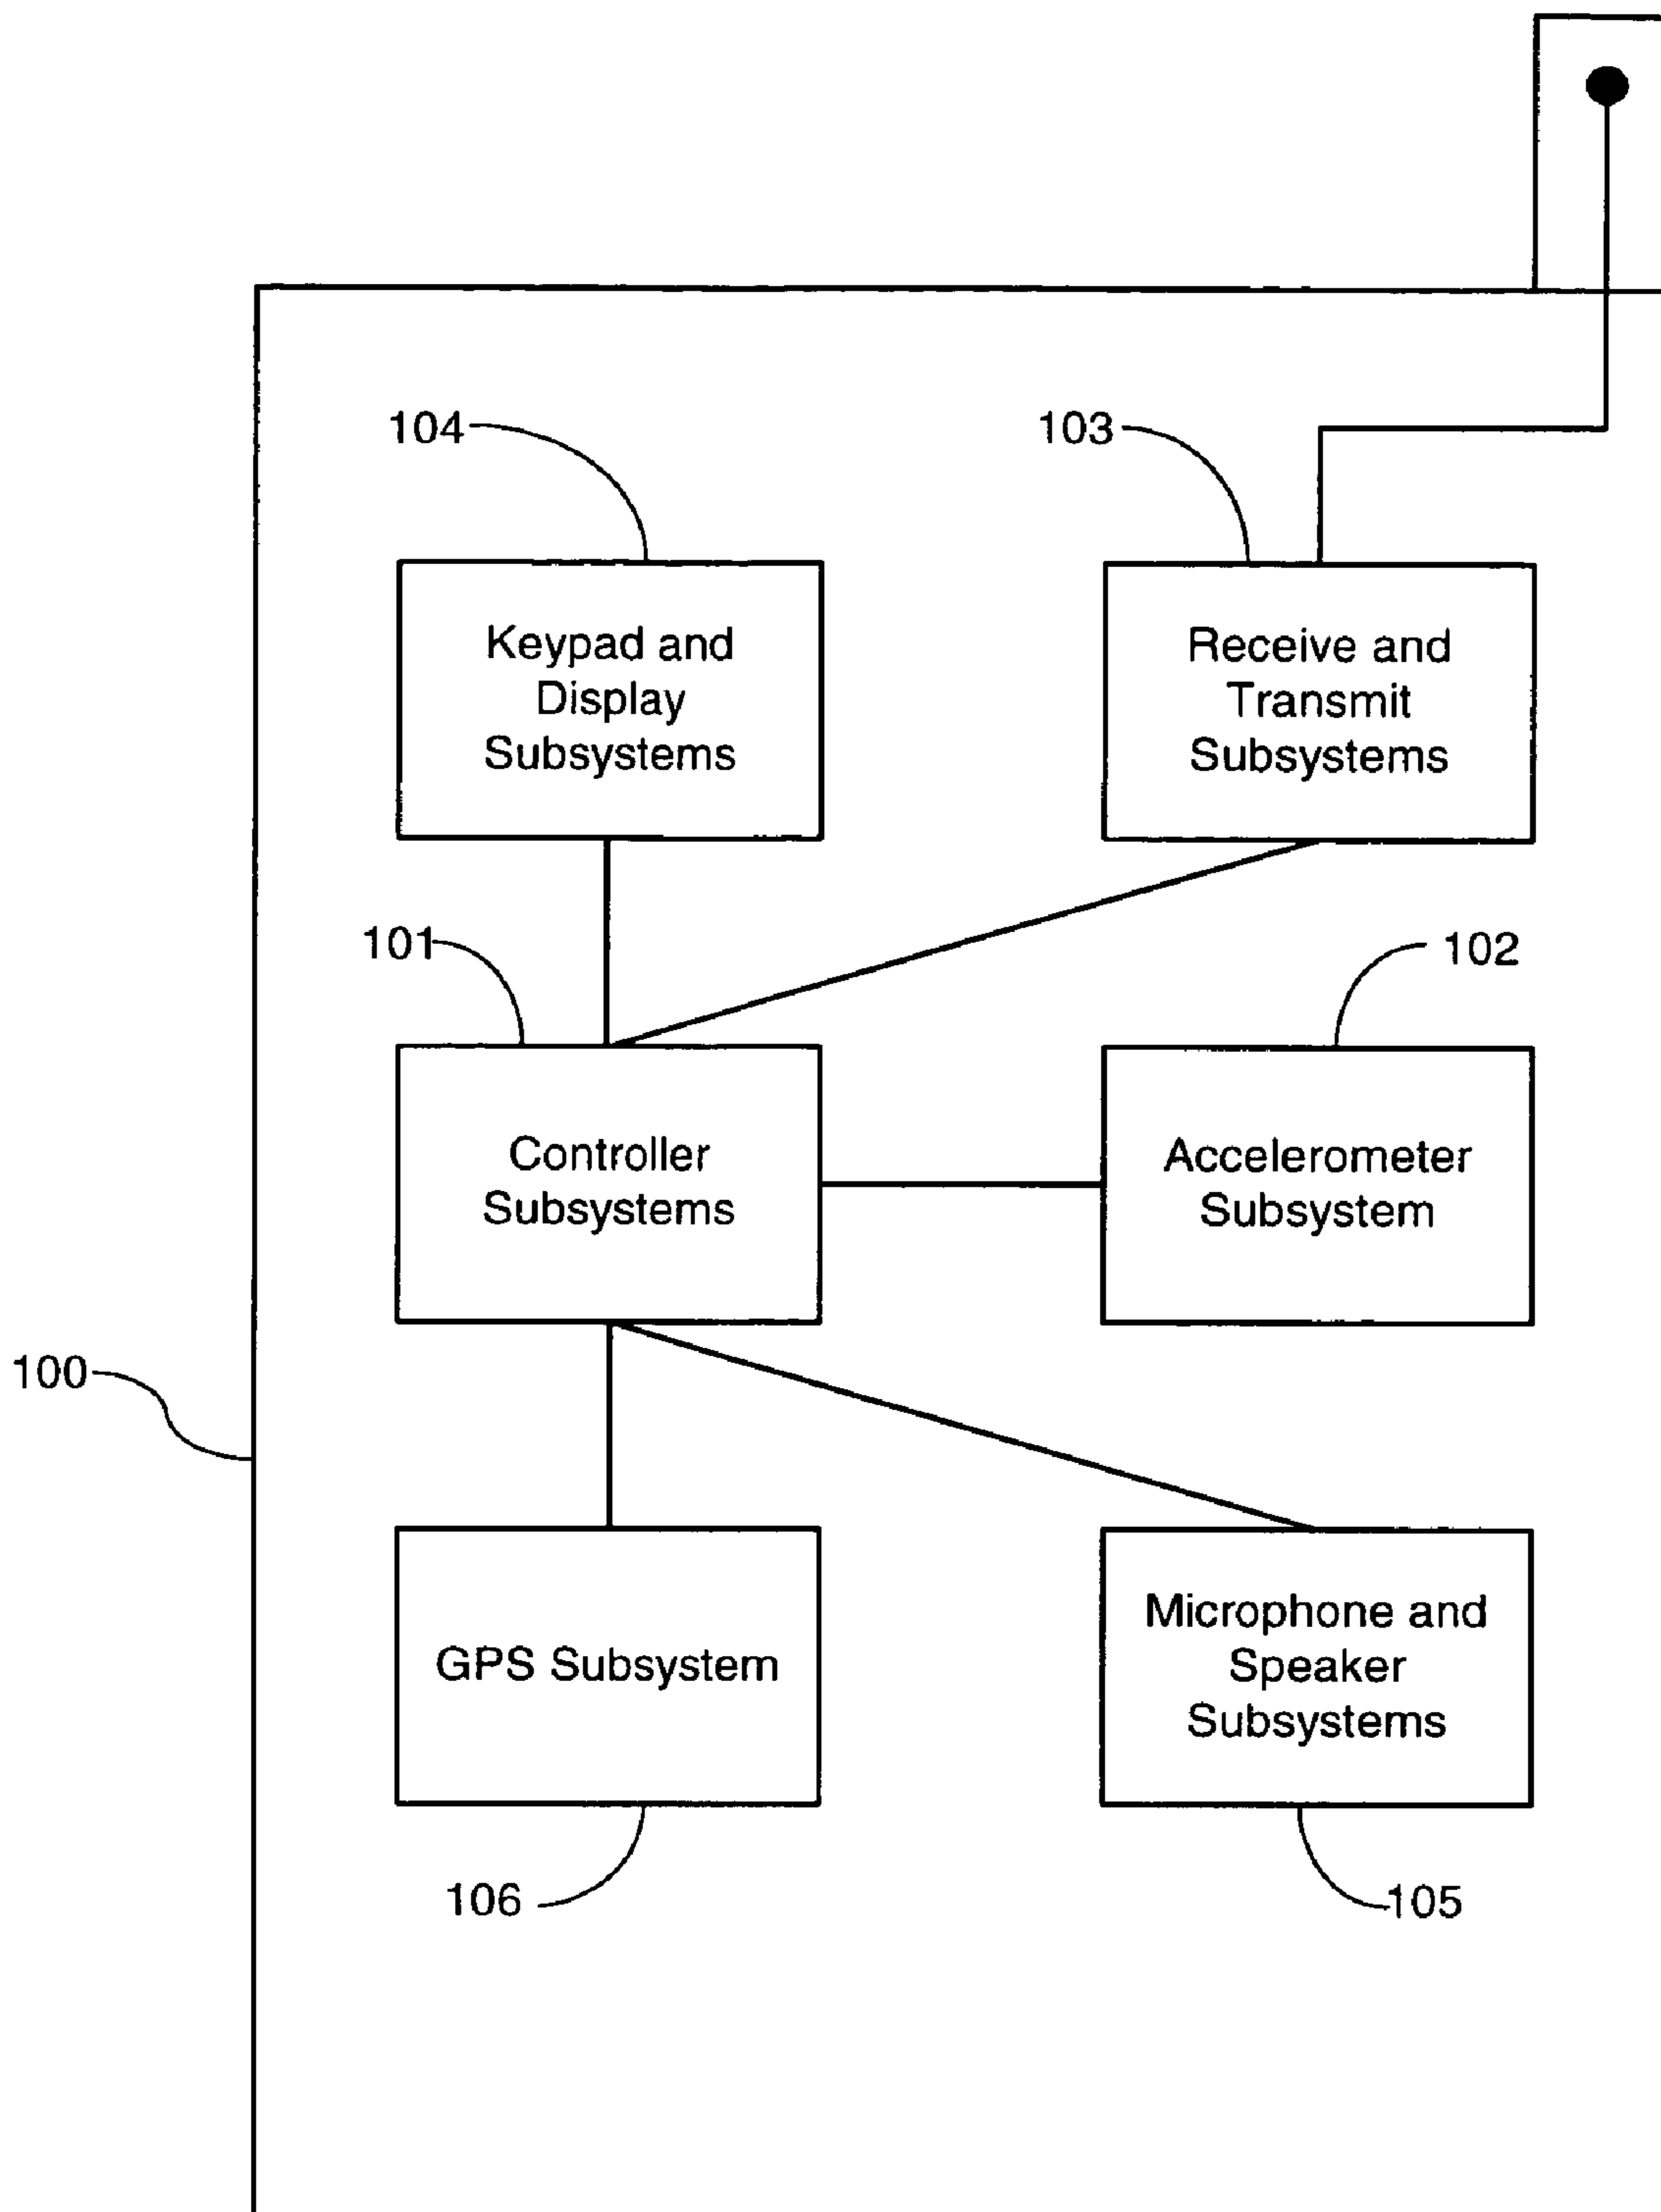 104
103
Keypad and
Display
Subsystems
Receive and
Transmit
Subsystems
101
102
Controller
Subsystems
Accelerometer
Subsystem
100
GPS Subsystem
Microphone and
Speaker
Subsystems
106
105